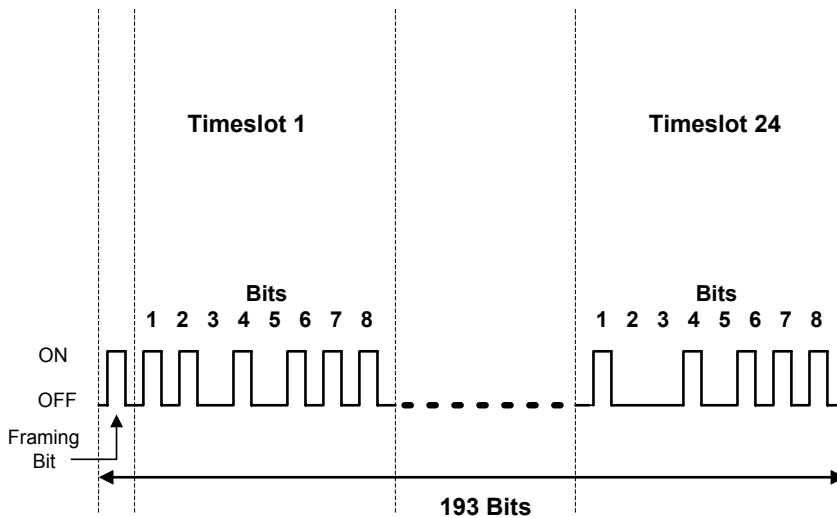 Timeslot 1
Timeslot 24
Bits
1 2 3 4 5 6 7 8
Bits
1 2 3 4 5 6 7 8
ON
OFF
Framing
Bit
193 Bits